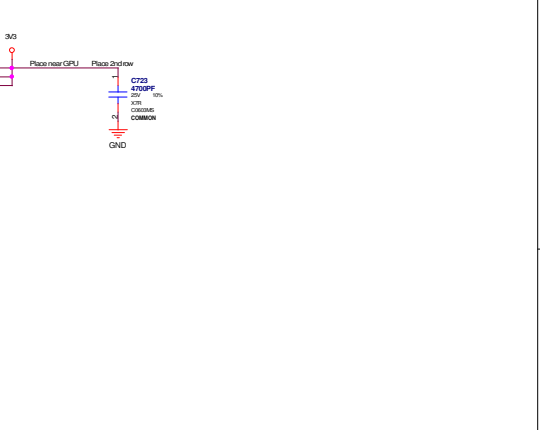 3V3
Place near GPU Place 2nd row
1
C723
4700PF
25V 10%
X7R
C0603MS
COMMON
2
GND